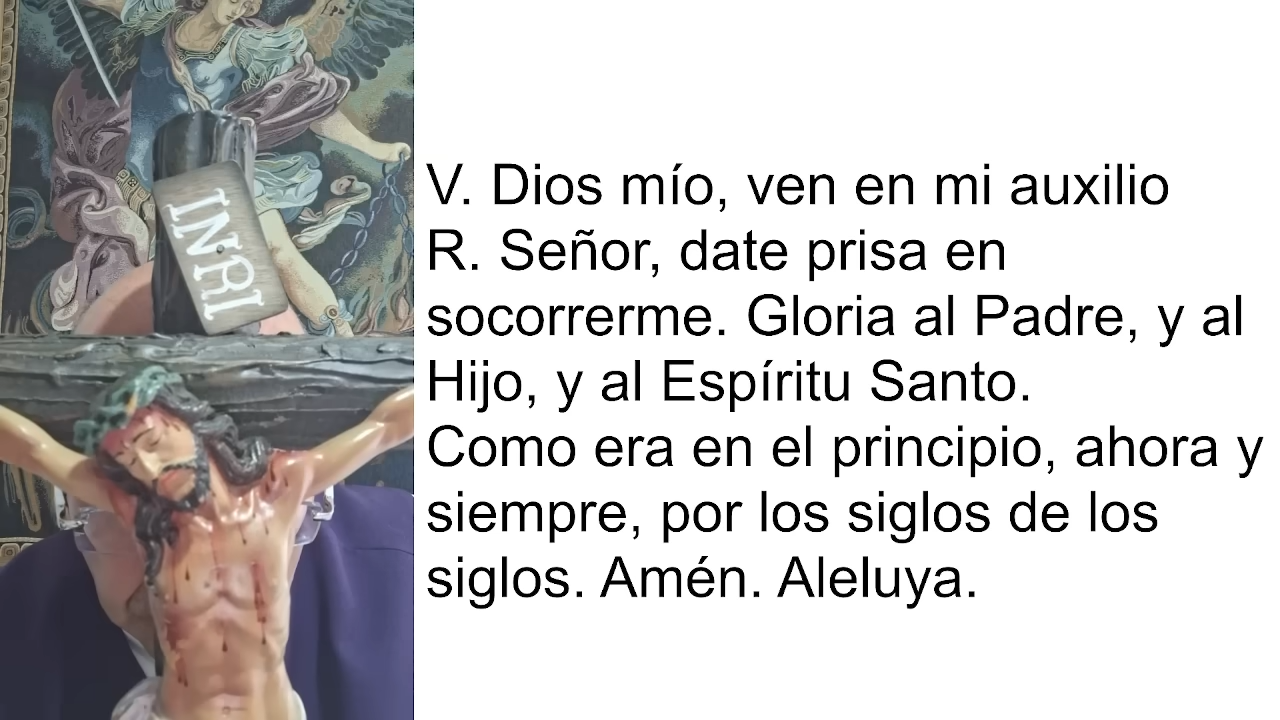 INRI
V. Dios mío, ven en mi auxilio
R. Señor, date prisa en
socorrerme. Gloria al Padre, y al
Hijo, y al Espíritu Santo.
Como era en el principio, ahora y
siempre, por los siglos de los
siglos. Amén. Aleluya.